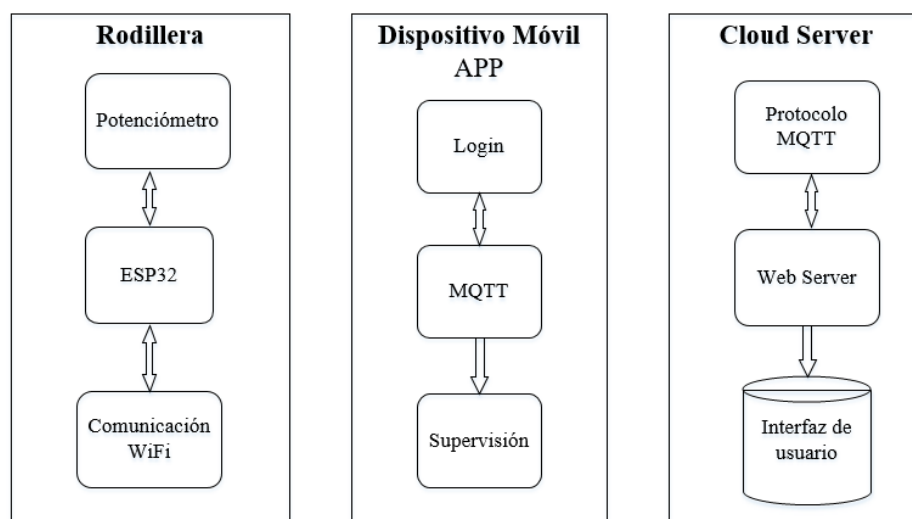 Rodillera
Potenciómetro
ESP32
Comunicación
WiFi
Dispositivo Móvil
APP
Login
MQTT
Supervisión
Cloud Server
Protocolo
MQTT
Web Server
Interfaz de
usuario